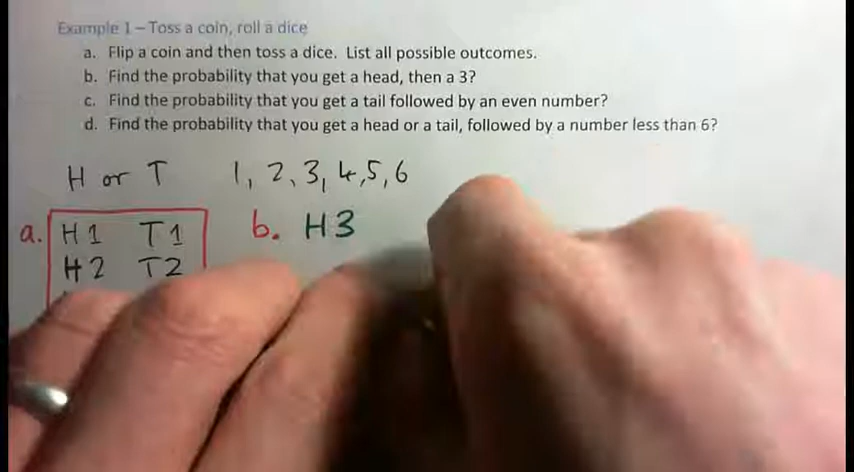 Example 1 – Toss a coin, roll a dice
a. Flip a coin and then toss a dice. List all possible outcomes.
b. Find the probability that you get a head, then a 3?
c. Find the probability that you get a tail followed by an even number?
d. Find the probability that you get a head or a tail, followed by a number less than 6?
H or T 1, 2, 3, 4, 5, 6
a. H1 T1 b. H3
H2 T2